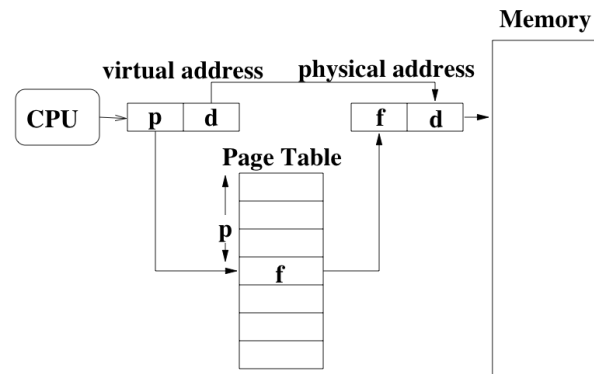 Memory
virtual address
physical address
CPU
p d
f d
Page Table
p
f